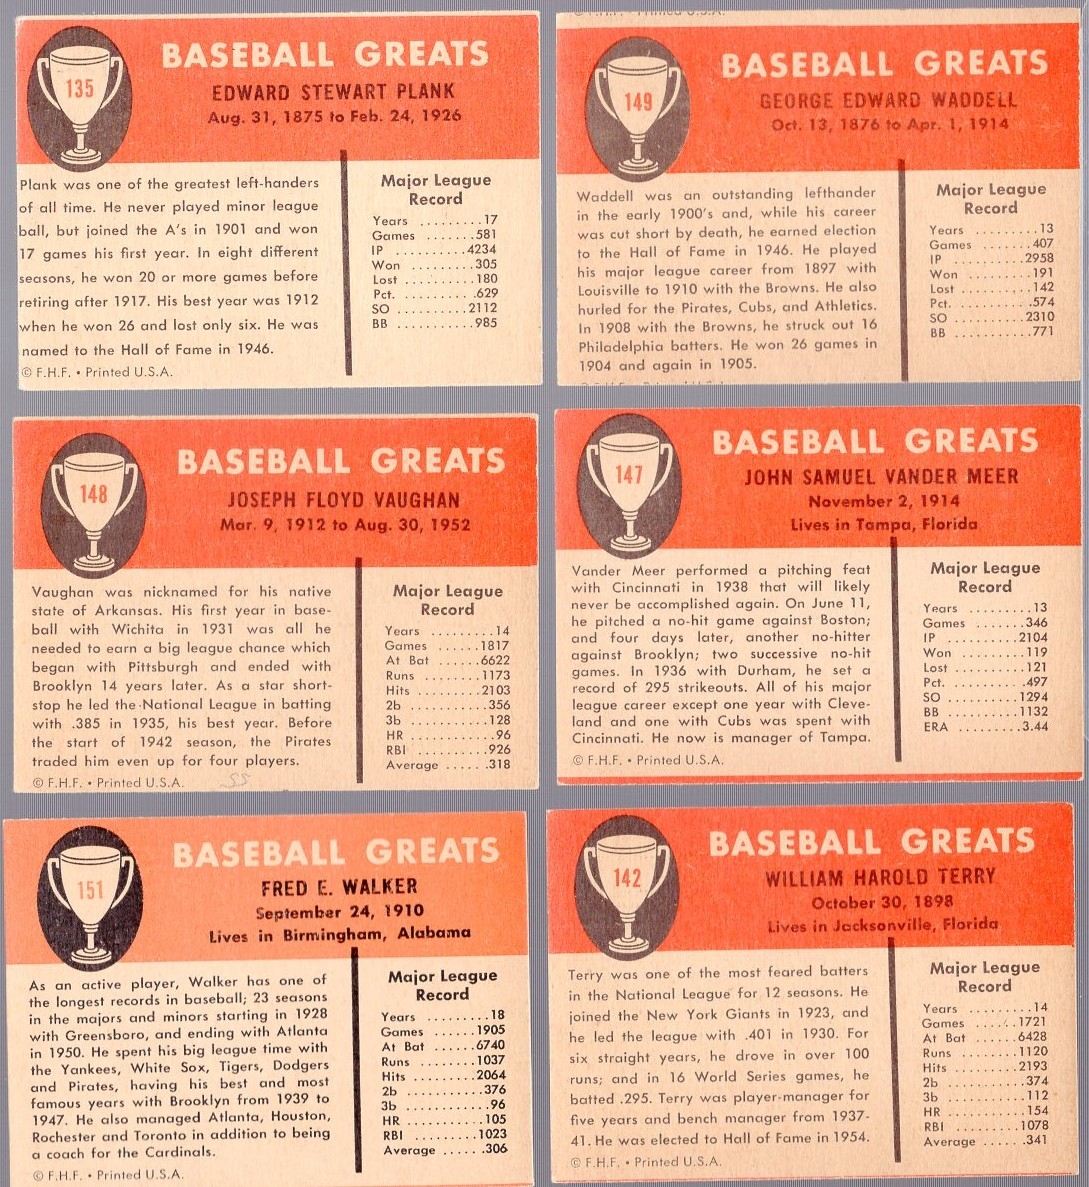 135
BASEBALL GREATS
EDWARD STEWART PLANK
Aug. 31, 1875 to Feb. 24, 1926
Plank was one of the greatest left-handers
of all time. He never played minor league
ball, but joined the A's in 1901 and won
17 games his first year. In eight different
seasons, he won 20 or more games before
retiring after 1917. His best year was 1912
when he won 26 and lost only six. He was
named to the Hall of Fame in 1946.
© F.H.F. • Printed U.S.A.
Major League
Record
Years .........17
Games .......581
IP ...........4234
Won .........305
Lost .........180
Pct. .........629
SO .........2112
BB ..........985
149
BASEBALL GREATS
GEORGE EDWARD WADDELL
Oct. 13, 1876 to Apr. 1, 1914
Waddell was an outstanding lefthander
in the early 1900's and, while his career
was cut short by death, he earned election
to the Hall of Fame in 1946. He played
his major league career from 1897 with
Louisville to 1910 with the Browns. He also
hurled for the Pirates, Cubs, and Athletics.
In 1908 with the Browns, he struck out 16
Philadelphia batters. He won 26 games in
1904 and again in 1905.
Major League
Record
Years .........13
Games .......407
IP ...........2958
Won .........191
Lost .........142
Pct. .........574
SO .........2310
BB ..........771
148
BASEBALL GREATS
JOSEPH FLOYD VAUGHAN
Mar. 9, 1912 to Aug. 30, 1952
Vaughan was nicknamed for his native
state of Arkansas. His first year in base-
ball with Wichita in 1931 was all he
needed to earn a big league chance which
began with Pittsburgh and ended with
Brooklyn 14 years later. As a star short-
stop he led the National League in batting
with .385 in 1935, his best year. Before
the start of 1942 season, the Pirates
traded him even up for four players.
© F.H.F. • Printed U.S.A.
SS
Major League
Record
Years .........14
Games ......1817
At Bat ......6622
Runs .......1173
Hits ........2103
2b ..........356
3b ..........128
HR ...........96
RBI .........926
Average ......318
147
BASEBALL GREATS
JOHN SAMUEL VANDER MEER
November 2, 1914
Lives in Tampa, Florida
Vander Meer performed a pitching feat
with Cincinnati in 1938 that will likely
never be accomplished again. On June 11,
he pitched a no-hit game against Boston;
and four days later, another no-hitter
against Brooklyn; two successive no-hit
games. In 1936 with Durham, he set a
record of 295 strikeouts. All of his major
league career except one year with Cleve-
land and one with Cubs was spent with
Cincinnati. He now is manager of Tampa.
© F.H.F. • Printed U.S.A.
Major League
Record
Years .........13
Games .......346
IP ...........2104
Won .........119
Lost .........121
Pct. .........497
SO .........1294
BB .........1132
ERA .........3.44
151
BASEBALL GREATS
FRED E. WALKER
September 24, 1910
Lives in Birmingham, Alabama
As an active player, Walker has one of
the longest records in baseball; 23 seasons
in the majors and minors starting in 1928
with Greensboro, and ending with Atlanta
in 1950. He spent his big league time with
the Yankees, White Sox, Tigers, Dodgers
and Pirates, having his best and most
famous years with Brooklyn from 1939 to
1947. He also managed Atlanta, Houston,
Rochester and Toronto in addition to being
a coach for the Cardinals.
© F.H.F. • Printed U.S.A.
Major League
Record
Years .........18
Games ......1905
At Bat ......6740
Runs .......1037
Hits ........2064
2b ..........376
3b ...........96
HR ..........105
RBI ........1023
Average ......306
142
BASEBALL GREATS
WILLIAM HAROLD TERRY
October 30, 1898
Lives in Jacksonville, Florida
Terry was one of the most feared batters
in the National League for 12 seasons. He
joined the New York Giants in 1923, and
he led the league with .401 in 1930. For
six straight years, he drove in over 100
runs; and in 16 World Series games, he
batted .295. Terry was player-manager for
five years and bench manager from 1937-
41. He was elected to Hall of Fame in 1954.
© F.H.F. • Printed U.S.A.
Major League
Record
Years .........14
Games ......1721
At Bat ......6428
Runs .......1120
Hits ........2193
2b ..........374
3b ..........112
HR ..........154
RBI ........1078
Average ......341